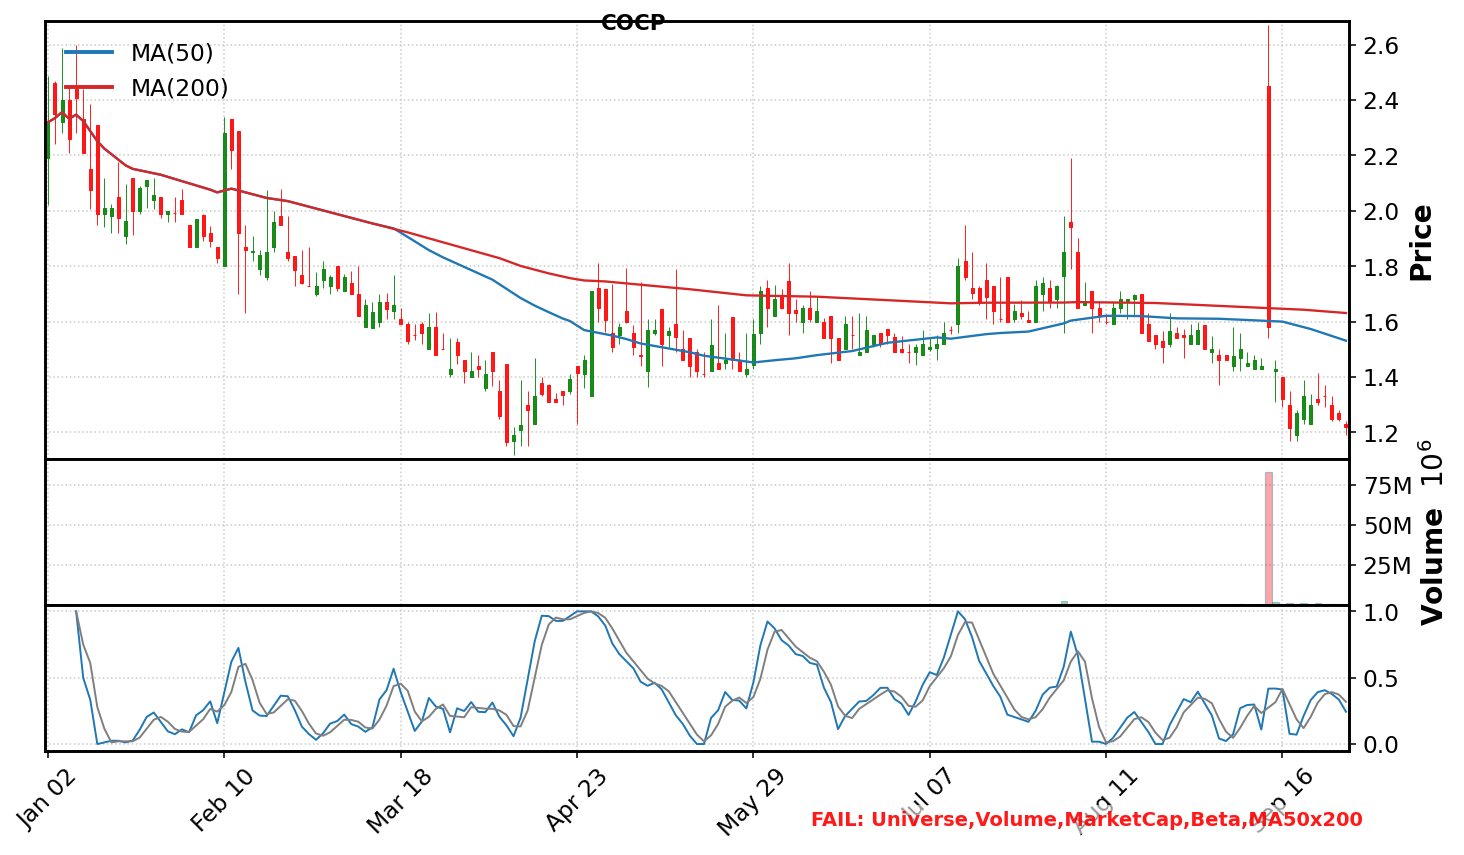 COCP
MA(50)
MA(200)
2.6
2.4
2.2
2.0
1.8
1.6
1.4
1.2
Price
75M
50M
25M
Volume 10^6
1.0
0.5
0.0
Jan 02
Feb 10
Mar 18
Apr 23
May 29
Jul 07
Aug 11
Sep 16
FAIL: Universe,Volume,MarketCap,Beta,MA50x200